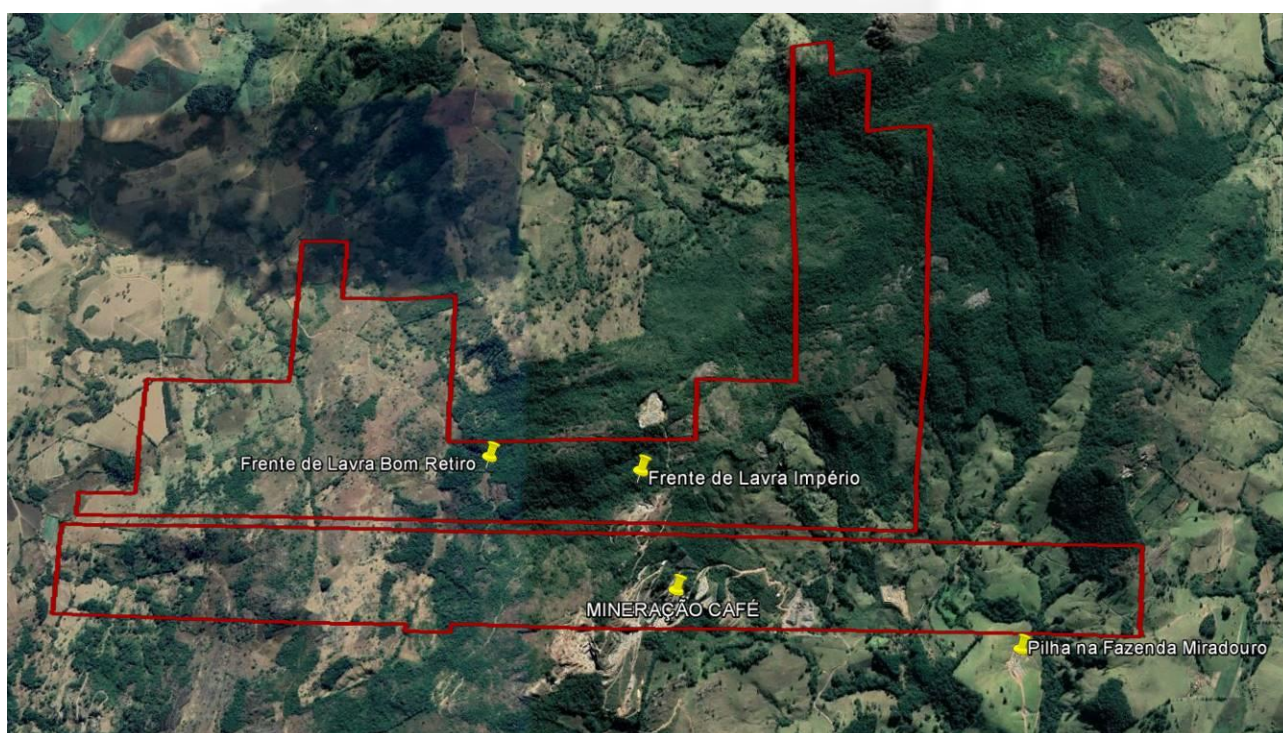 Frente de Lavra Bom Retiro
Frente de Lavra Império
MINERAÇÃO CAFÉ
Pilha na Fazenda Miradouro